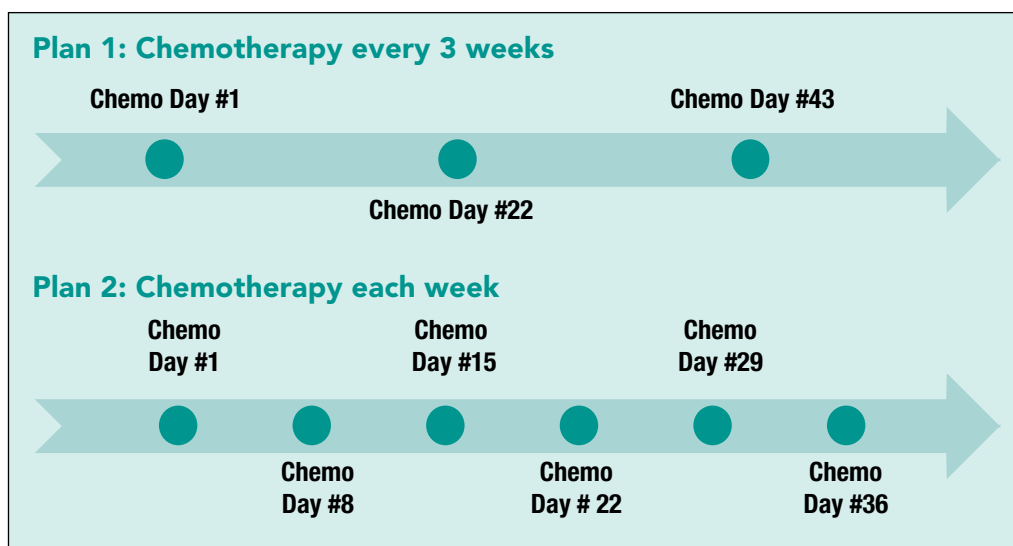 Plan 1: Chemotherapy every 3 weeks
Chemo Day #1
Chemo Day #43
Chemo Day #22
Plan 2: Chemotherapy each week
Chemo
Day #1
Chemo
Day #15
Chemo
Day #29
Chemo
Day #8
Chemo
Day # 22
Chemo
Day #36